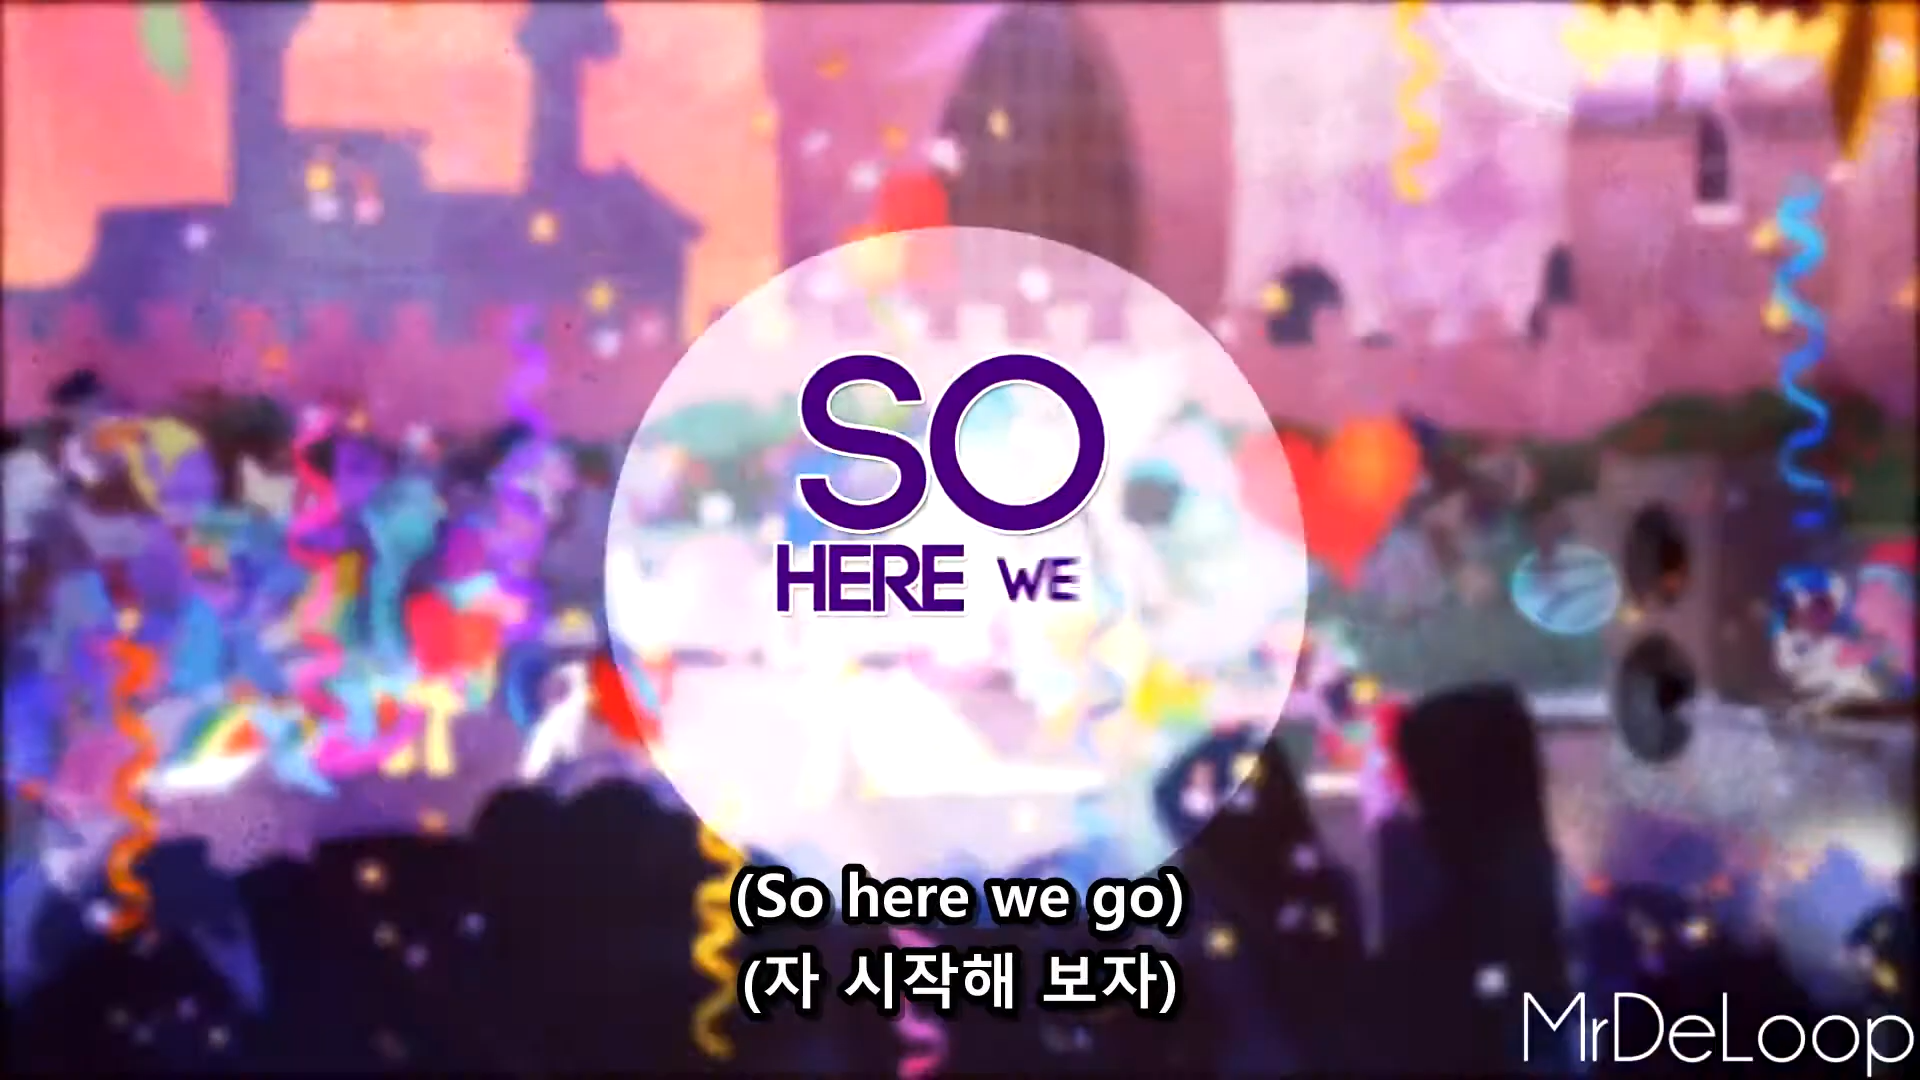 SO
HERE WE
(So here we go)
(자 시작해 보자)
MrDeLoop